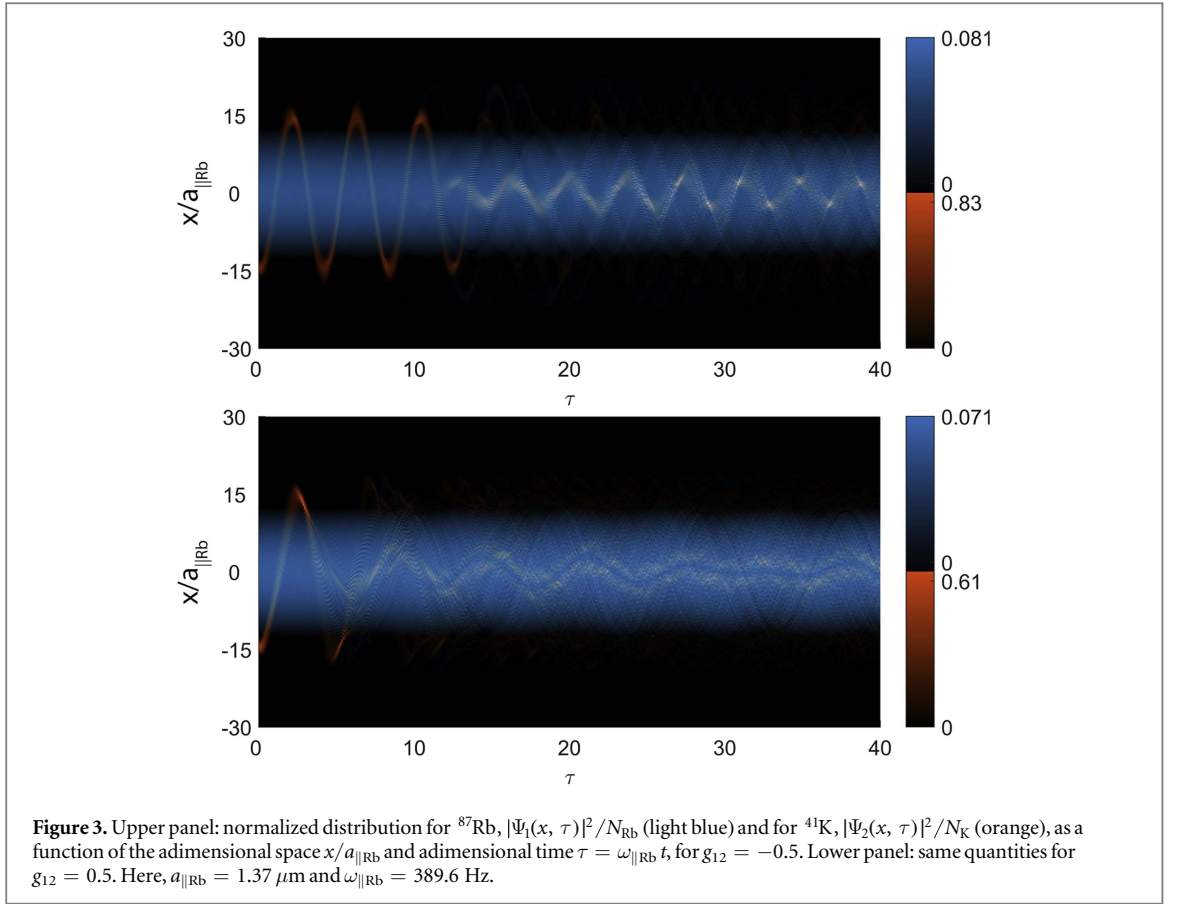 30
15
0
-15
-30
x/a∥Rb
0 10 20 30 40
τ
0.081
0
0.83
0
30
15
0
-15
-30
x/a∥Rb
0 10 20 30 40
τ
0.071
0
0.61
0
Figure 3. Upper panel: normalized distribution for ⁸⁷Rb, |Ψ₁(x, τ)|²/N_Rb (light blue) and for ⁴¹K, |Ψ₂(x, τ)|²/N_K (orange), as a
function of the adimensional space x/a∥Rb and adimensional time τ = ω∥Rb t, for g₁₂ = −0.5. Lower panel: same quantities for
g₁₂ = 0.5. Here, a∥Rb = 1.37 μm and ω∥Rb = 389.6 Hz.